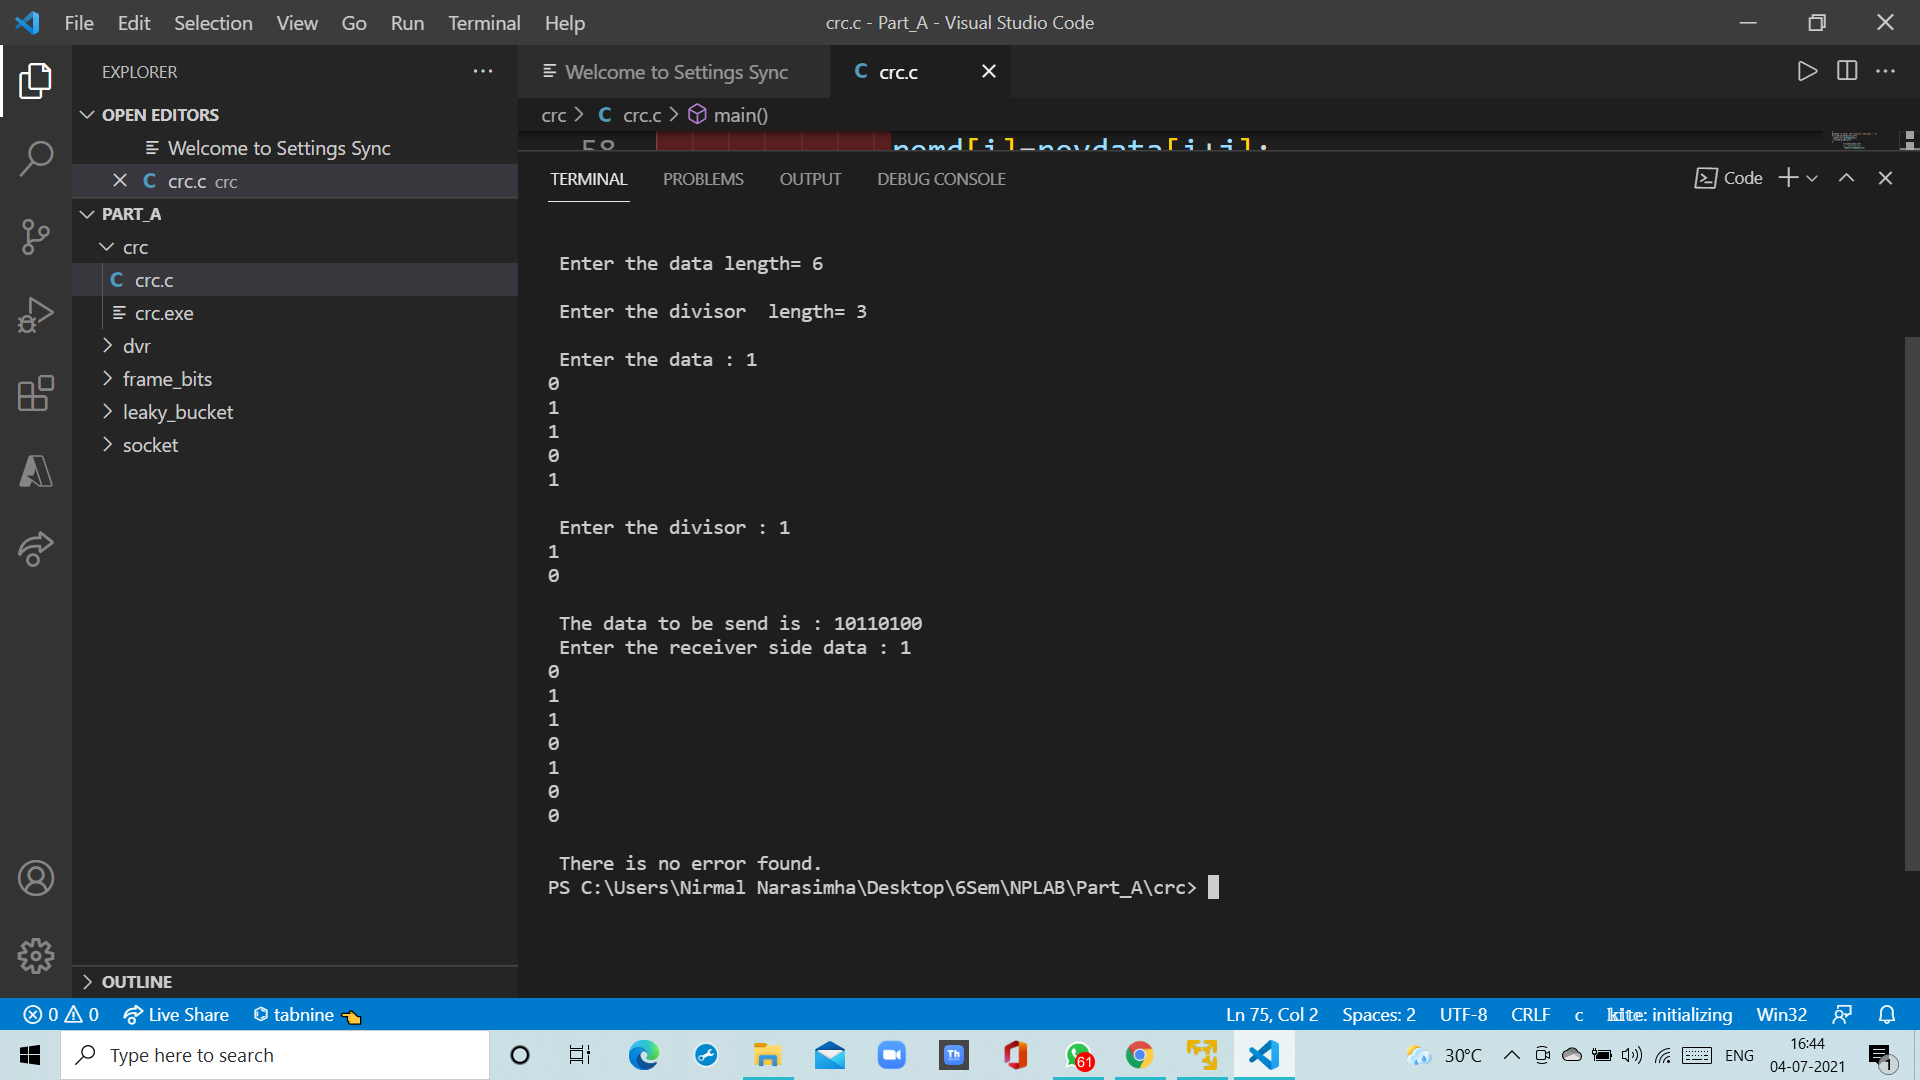 File Edit Selection View Go Run Terminal Help crc.c - Part_A - Visual Studio Code
EXPLORER
OPEN EDITORS
Welcome to Settings Sync
crc.c crc
PART_A
crc
crc.c
crc.exe
dvr
frame_bits
leaky_bucket
socket
OUTLINE
Welcome to Settings Sync
C crc.c
crc > C crc.c > main()
58 nemd[i]=nevdata[i+j];
TERMINAL PROBLEMS OUTPUT DEBUG CONSOLE Code
Enter the data length= 6
Enter the divisor  length= 3
Enter the data : 1
0
1
1
0
1
Enter the divisor : 1
1
0
The data to be send is : 10110100
Enter the receiver side data : 1
0
1
1
0
1
0
0
There is no error found.
PS C:\Users\Nirmal Narasimha\Desktop\6Sem\NPLAB\Part_A\crc>
0 0 Live Share tabnine Ln 75, Col 2 Spaces: 2 UTF-8 CRLF c kite: initializing Win32
Type here to search
Th
61
30°C ENG
16:44
04-07-2021
1